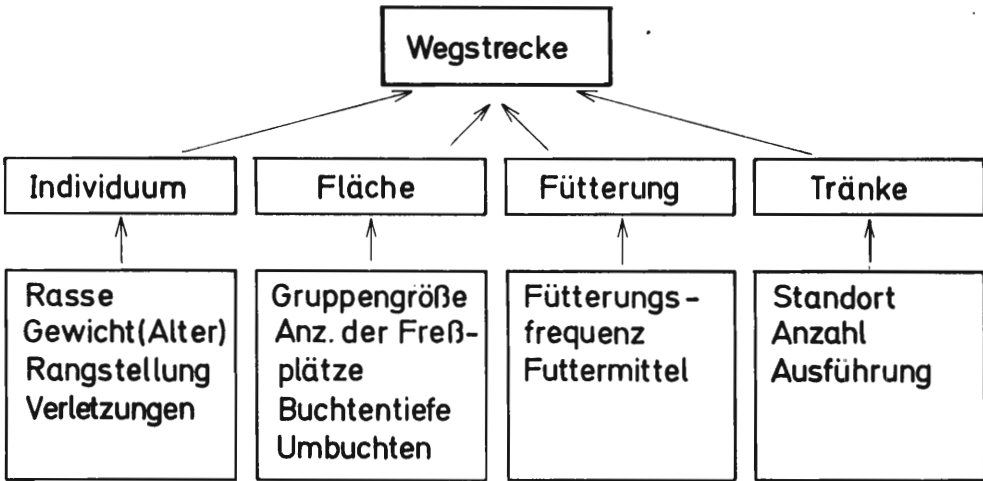 Wegstrecke
Individuum
Fläche
Fütterung
Tränke
Rasse
Gewicht(Alter)
Rangstellung
Verletzungen
Gruppengröße
Anz. der Freß-
plätze
Buchtentiefe
Umbuchten
Fütterungs-
frequenz
Futtermittel
Standort
Anzahl
Ausführung